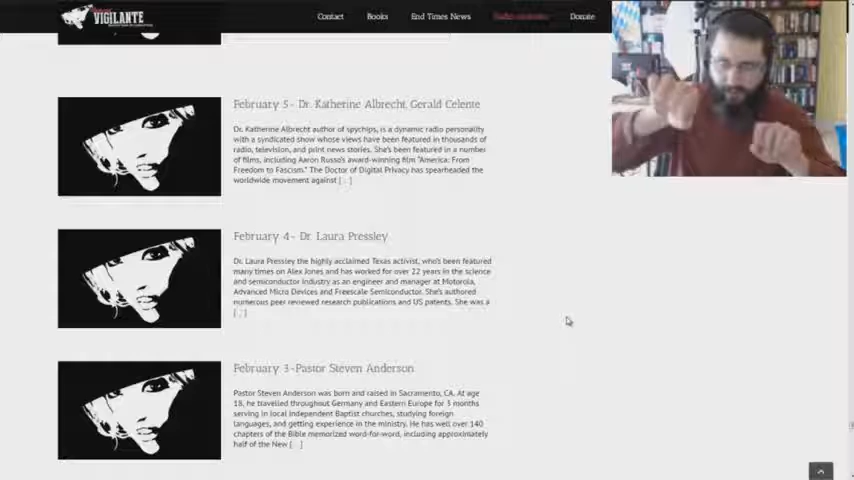 VIGILANTE
Contact
Books
End Times News
Donate
February 5- Dr. Katherine Albrecht, Gerald Celente
Dr. Katherine Albrecht author of spychips, is a dynamic radio personality
with a syndicated show whose views have been featured in thousands of
radio, television, and print news stories. She's been featured in a number
of films, including Aaron Russo's award-winning film "America: From
Freedom to Fascism." The Doctor of Digital Privacy has spearheaded the
worldwide movement against [...]
February 4- Dr. Laura Pressley
Dr. Laura Pressley the highly acclaimed Texas activist, who's been featured
many times on Alex Jones and has worked for over 22 years in the science
and semiconductor industry as an engineer and manager at Motorola,
Advanced Micro Devices and Freescale Semiconductor. She's authored
numerous peer reviewed research publications and US patents. She was a
[...]
February 3-Pastor Steven Anderson
Pastor Steven Anderson was born and raised in Sacramento, CA. At age
18, he travelled throughout Germany and Eastern Europe for 3 months
serving in local Independent Baptist churches, studying foreign
languages, and getting experience in the ministry. He has well over 140
chapters of the Bible memorized word-for-word, including approximately
half of the New [...]